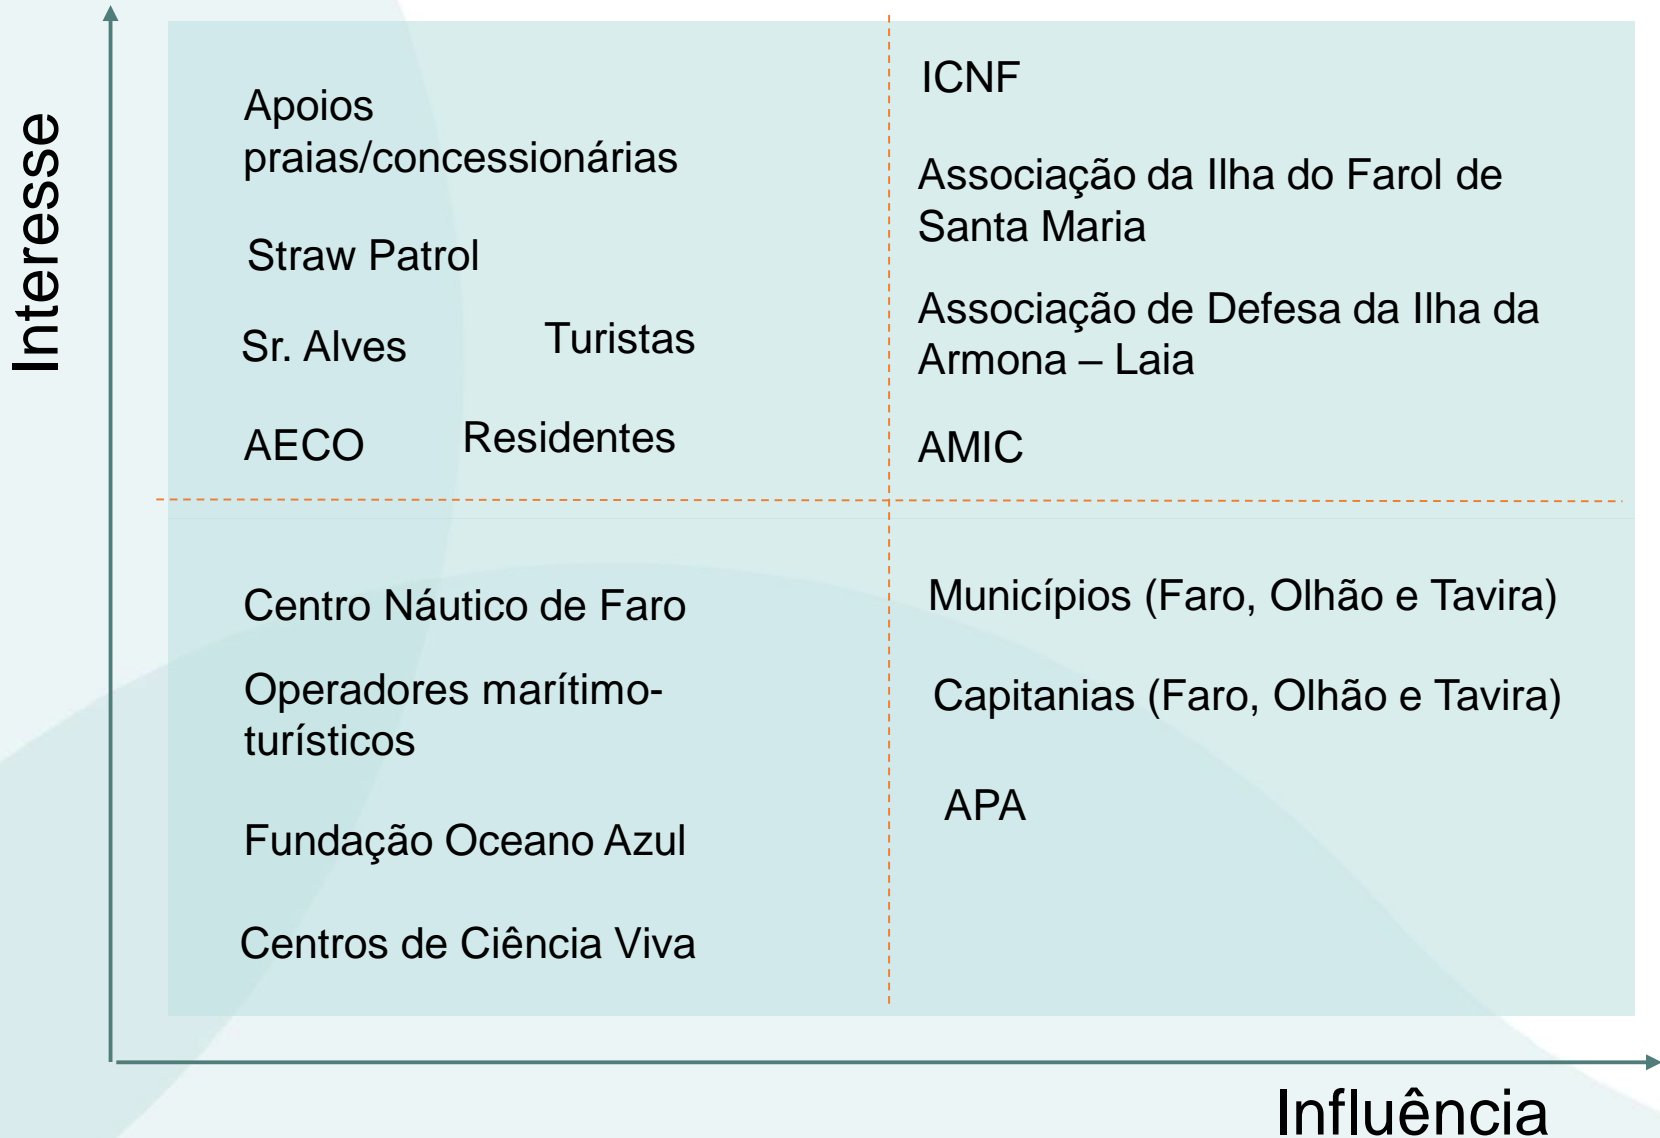 Interesse
Apoios
praias/concessionárias
Straw Patrol
Sr. Alves
Turistas
AECO
Residentes
ICNF
Associação da Ilha do Farol de
Santa Maria
Associação de Defesa da Ilha da
Armona – Laia
AMIC
Centro Náutico de Faro
Operadores marítimo-
turísticos
Fundação Oceano Azul
Centros de Ciência Viva
Municípios (Faro, Olhão e Tavira)
Capitanias (Faro, Olhão e Tavira)
APA
Influência